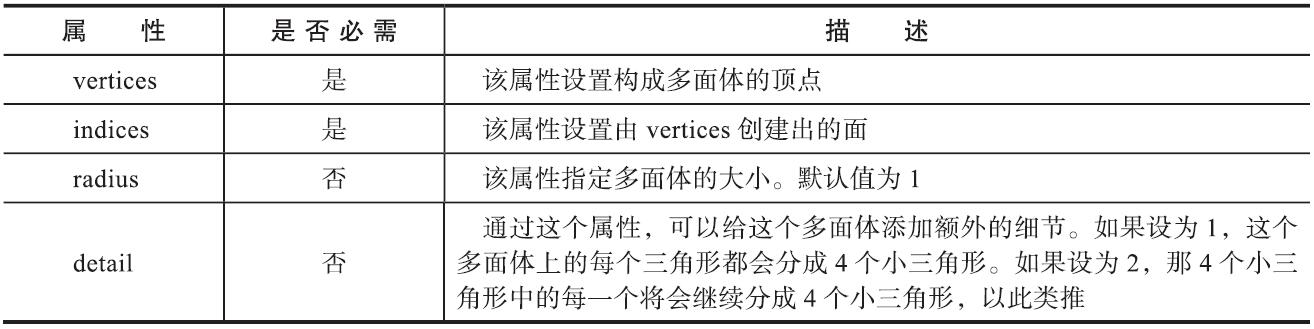 属 性 是否必需 描 述
vertices 是 该属性设置构成多面体的顶点
indices 是 该属性设置由 vertices 创建出的面
radius 否 该属性指定多面体的大小。默认值为 1
通过这个属性，可以给这个多面体添加额外的细节。如果设为 1，这个
detail 否 多面体上的每个三角形都会分成 4 个小三角形。如果设为 2，那 4 个小三
角形中的每一个将会继续分成 4 个小三角形，以此类推